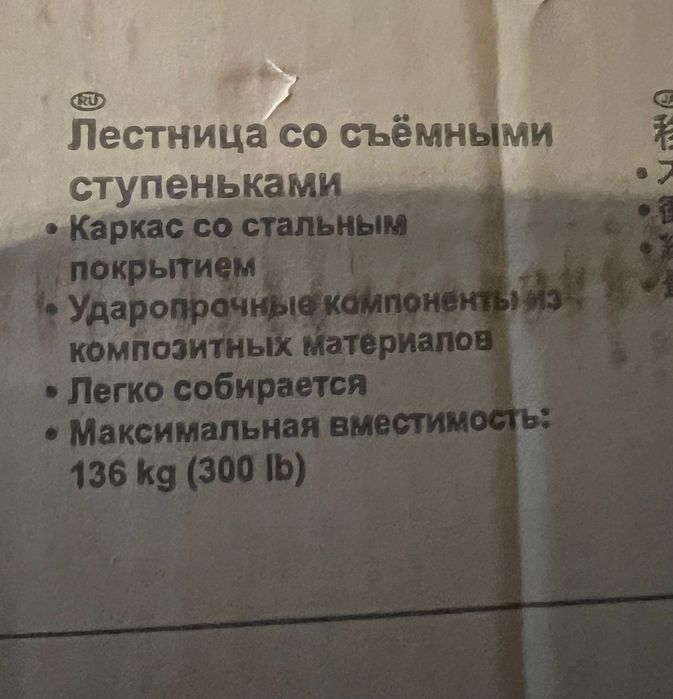 RU
Лестница со съёмными
ступеньками
• Каркас со стальным
покрытием
• Ударопрочные компоненты из
композитных материалов
• Легко собирается
• Максимальная вместимость:
136 kg (300 lb)